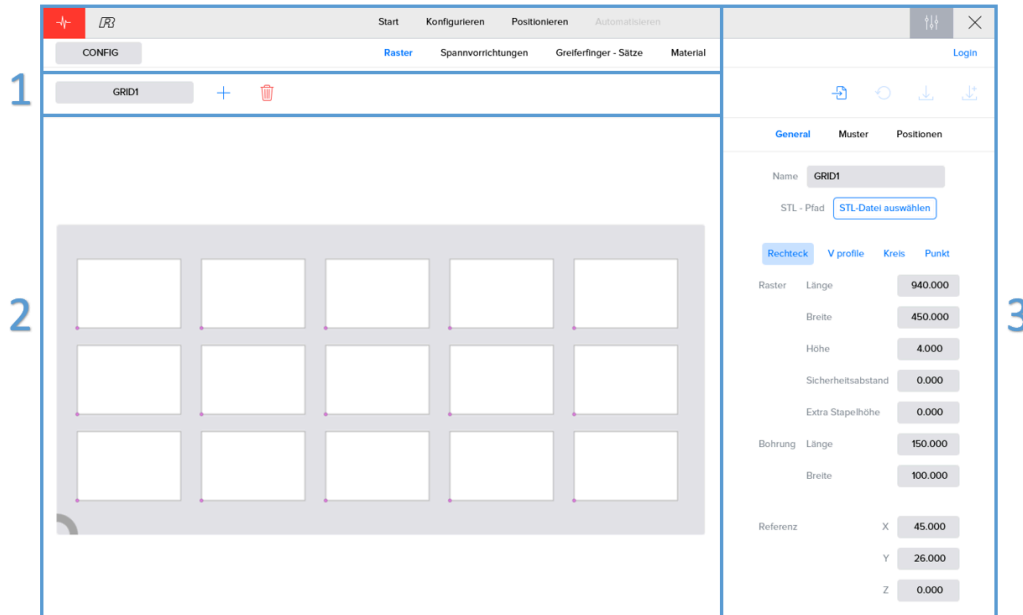 Start Konfigurieren Positionieren Automatisieren
CONFIG Raster Spannvorrichtungen Greiferfinger - Sätze Material
Login
1
GRID1
General Muster Positionen
Name GRID1
STL - Pfad STL-Datei auswählen
Rechteck V profile Kreis Punkt
Raster Länge 940.000
2
Breite 450.000
3
Höhe 4.000
Sicherheitsabstand 0.000
Extra Stapelhöhe 0.000
Bohrung Länge 150.000
Breite 100.000
Referenz X 45.000
Y 26.000
Z 0.000